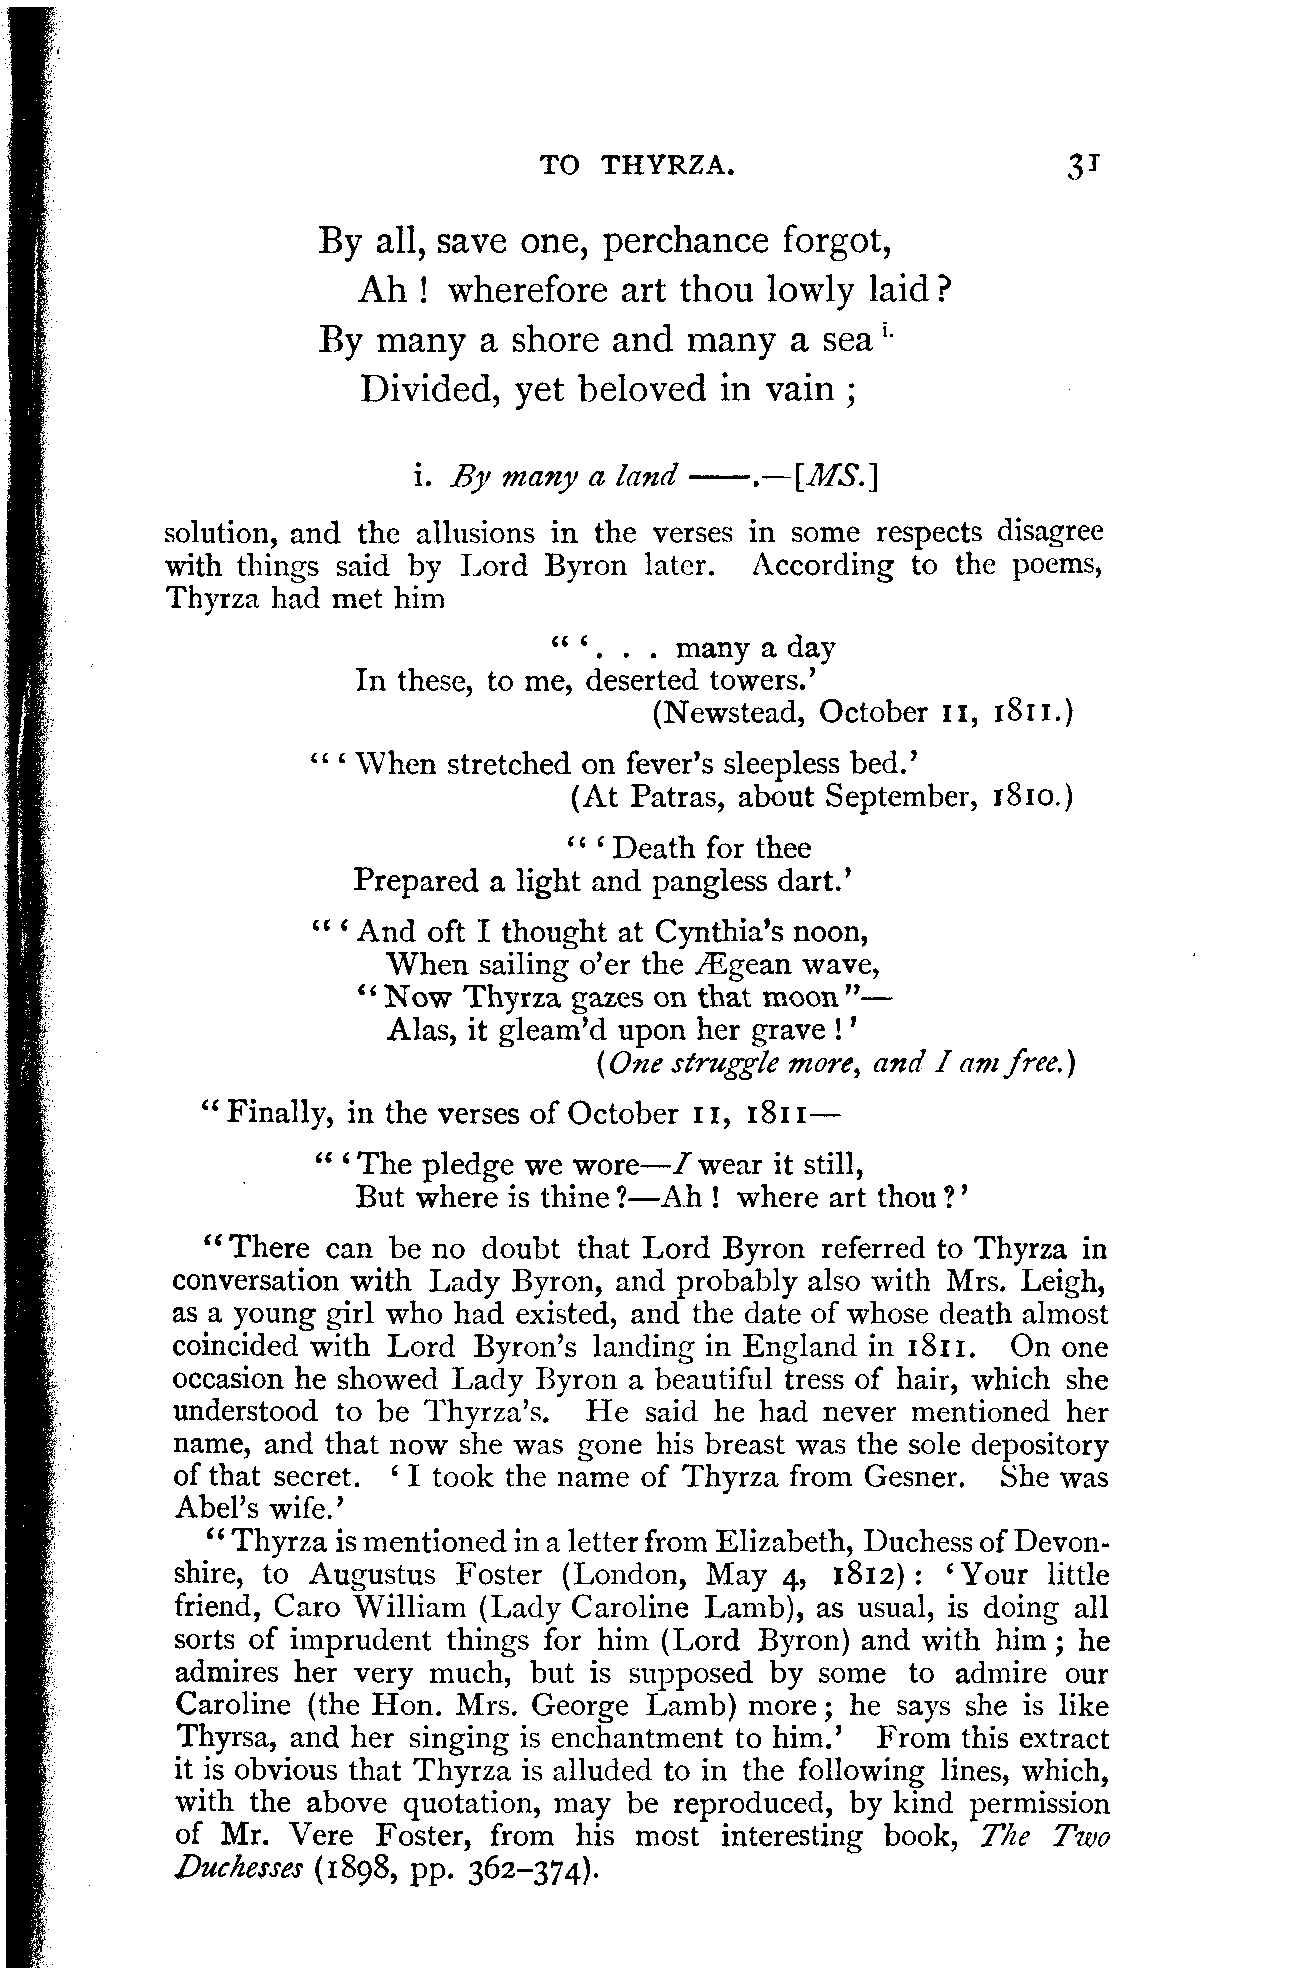 TO THYRZA. 31
By all, save one, perchance forgot,
Ah ! wherefore art thou lowly laid ?
By many a shore and many a sea i.
Divided, yet beloved in vain ;
i. By many a land ——.—[MS.]
solution, and the allusions in the verses in some respects disagree
with things said by Lord Byron later. According to the poems,
Thyrza had met him
" '. . . many a day
In these, to me, deserted towers.'
(Newstead, October 11, 1811.)
" ' When stretched on fever's sleepless bed.'
(At Patras, about September, 1810.)
" ' Death for thee
Prepared a light and pangless dart.'
" ' And oft I thought at Cynthia's noon,
When sailing o'er the Ægean wave,
"Now Thyrza gazes on that moon"—
Alas, it gleam'd upon her grave ! '
(One struggle more, and I am free.)
"Finally, in the verses of October 11, 1811—
" ' The pledge we wore—I wear it still,
But where is thine ?—Ah ! where art thou ? '
"There can be no doubt that Lord Byron referred to Thyrza in
conversation with Lady Byron, and probably also with Mrs. Leigh,
as a young girl who had existed, and the date of whose death almost
coincided with Lord Byron's landing in England in 1811. On one
occasion he showed Lady Byron a beautiful tress of hair, which she
understood to be Thyrza's. He said he had never mentioned her
name, and that now she was gone his breast was the sole depository
of that secret. ' I took the name of Thyrza from Gesner. She was
Abel's wife.'
"Thyrza is mentioned in a letter from Elizabeth, Duchess of Devon-
shire, to Augustus Foster (London, May 4, 1812) : ' Your little
friend, Caro William (Lady Caroline Lamb), as usual, is doing all
sorts of imprudent things for him (Lord Byron) and with him ; he
admires her very much, but is supposed by some to admire our
Caroline (the Hon. Mrs. George Lamb) more ; he says she is like
Thyrsa, and her singing is enchantment to him.' From this extract
it is obvious that Thyrza is alluded to in the following lines, which,
with the above quotation, may be reproduced, by kind permission
of Mr. Vere Foster, from his most interesting book, The Two
Duchesses (1898, pp. 362–374).